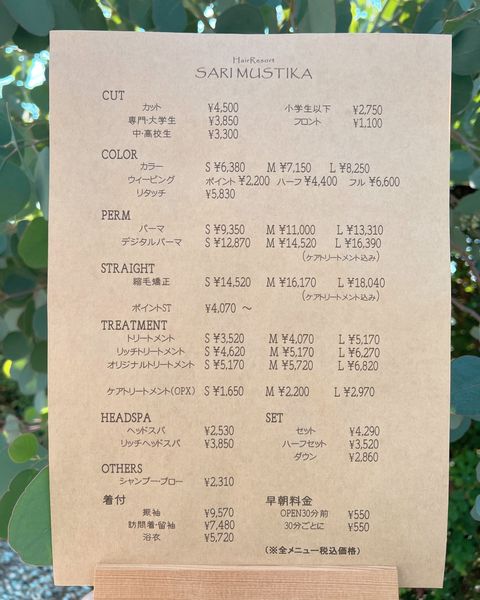 HairResort
SARI MUSTIKA
CUT
カット ¥4,500 小学生以下 ¥2,750
専門・大学生 ¥3,850 フロント ¥1,100
中・高校生 ¥3,300
COLOR
カラー S ¥6,380 M ¥7,150 L ¥8,250
ウィービング ポイント ¥2,200 ハーフ ¥4,400 フル ¥6,600
リタッチ ¥5,830
PERM
パーマ S ¥9,350 M ¥11,000 L ¥13,310
デジタルパーマ S ¥12,870 M ¥14,520 L ¥16,390
(ケアトリートメント込み)
STRAIGHT
縮毛矯正 S ¥14,520 M ¥16,170 L ¥18,040
(ケアトリートメント込み)
ポイントST ¥4,070 ～
TREATMENT
トリートメント S ¥3,520 M ¥4,070 L ¥5,170
リッチトリートメント S ¥4,620 M ¥5,170 L ¥6,270
オリジナルトリートメント S ¥5,170 M ¥5,720 L ¥6,820
ケアトリートメント(OPX) S ¥1,650 M ¥2,200 L ¥2,970
HEADSPA SET
ヘッドスパ ¥2,530 セット ¥4,290
リッチヘッドスパ ¥3,850 ハーフセット ¥3,520
ダウン ¥2,860
OTHERS
シャンプー・ブロー ¥2,310
着付 早朝料金
振袖 ¥9,570 OPEN30分前 ¥550
訪問着・留袖 ¥7,480 30分ごとに ¥550
浴衣 ¥5,720
(※全メニュー税込価格)